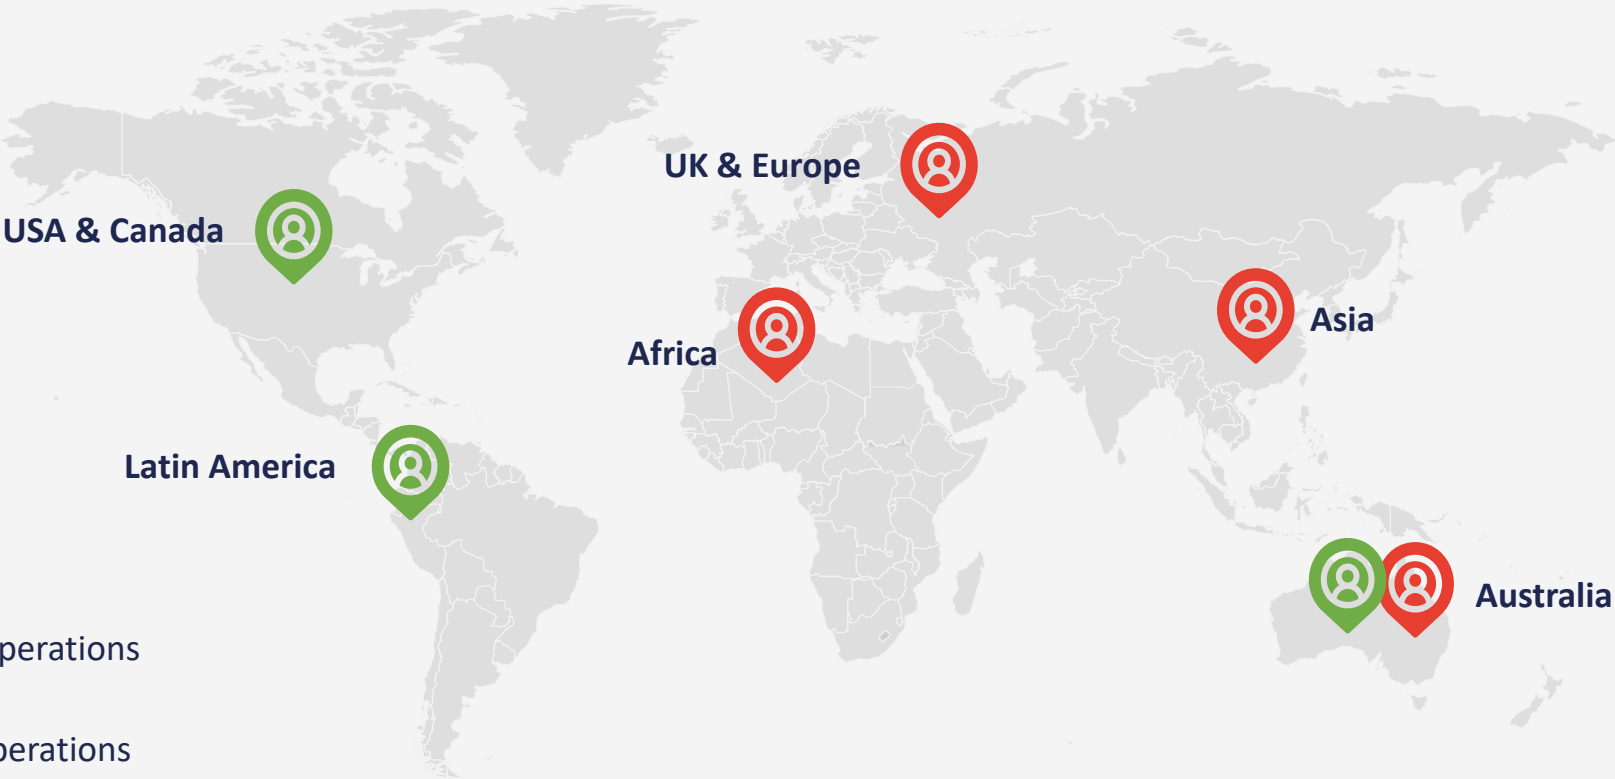 UK & Europe
USA & Canada
Asia
Africa
Latin America
Australia
perations
perations